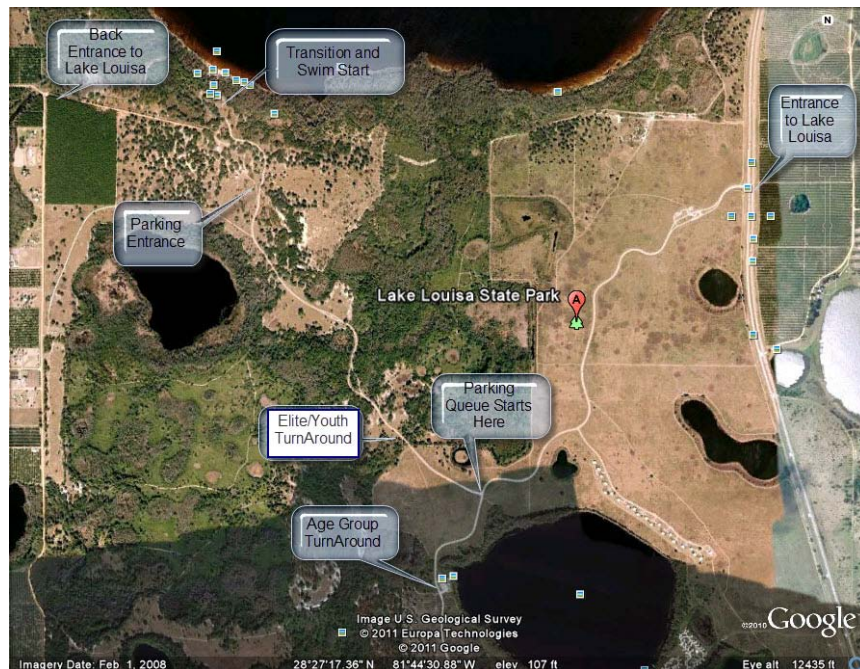 Back
Entrance to
Lake Louisa
Transition and
Swim Start
N
Entrance
to Lake
Louisa
Parking
Entrance
Lake Louisa State Park
A
Parking
Queue Starts
Here
Elite/Youth
TurnAround
Age Group
TurnAround
Image U.S. Geological Survey
© 2011 Europa Technologies
© 2011 Google
©2010 Google
Imagery Date: Feb. 1, 2008 28°27'17.36" N 81°44'30.88" W elev 107 ft Eye alt 12435 ft